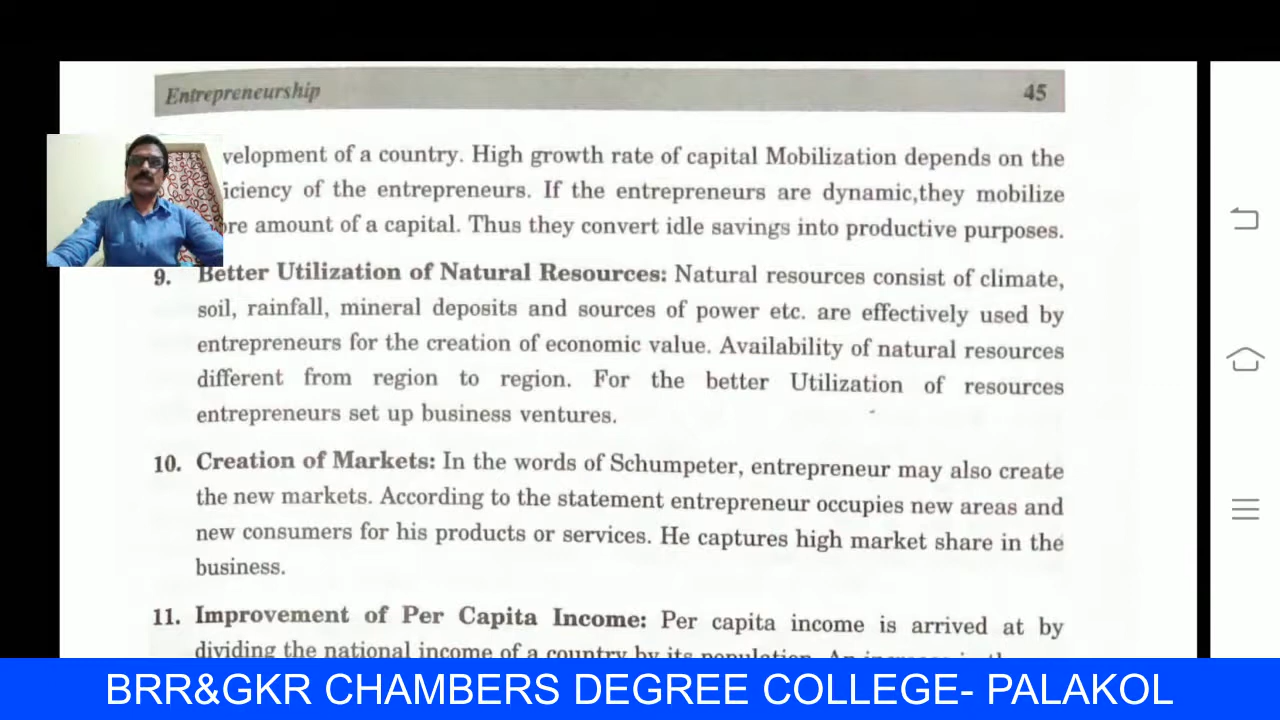 Entrepreneurship 45
velopment of a country. High growth rate of capital Mobilization depends on the
iciency of the entrepreneurs. If the entrepreneurs are dynamic,they mobilize
re amount of a capital. Thus they convert idle savings into productive purposes.
9. Better Utilization of Natural Resources: Natural resources consist of climate,
soil, rainfall, mineral deposits and sources of power etc. are effectively used by
entrepreneurs for the creation of economic value. Availability of natural resources
different from region to region. For the better Utilization of resources
entrepreneurs set up business ventures.
10. Creation of Markets: In the words of Schumpeter, entrepreneur may also create
the new markets. According to the statement entrepreneur occupies new areas and
new consumers for his products or services. He captures high market share in the
business.
11. Improvement of Per Capita Income: Per capita income is arrived at by
dividing the national income of a country by its population. An increase in the
BRR&GKR CHAMBERS DEGREE COLLEGE- PALAKOL